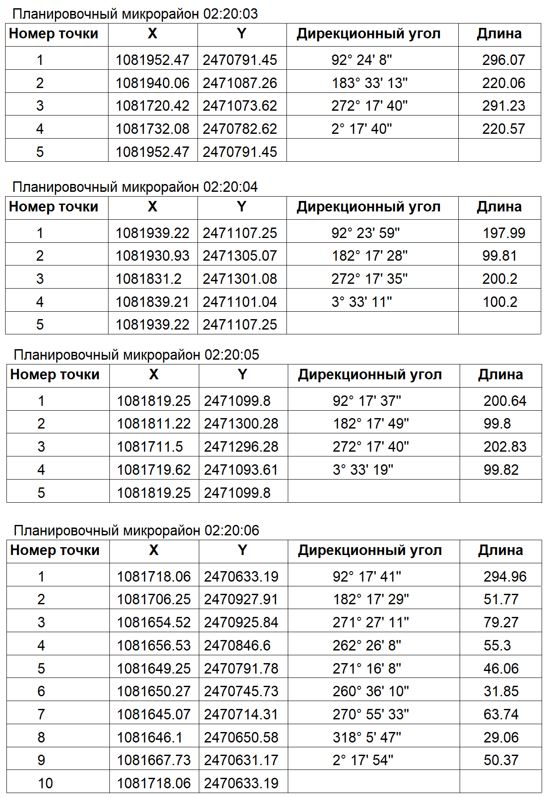 Планировочный микрорайон 02:20:03
Номер точки X Y Дирекционный угол Длина
1 1081952.47 2470791.45 92° 24' 8" 296.07
2 1081940.06 2471087.26 183° 33' 13" 220.06
3 1081720.42 2471073.62 272° 17' 40" 291.23
4 1081732.08 2470782.62 2° 17' 40" 220.57
5 1081952.47 2470791.45
Планировочный микрорайон 02:20:04
Номер точки X Y Дирекционный угол Длина
1 1081939.22 2471107.25 92° 23' 59" 197.99
2 1081930.93 2471305.07 182° 17' 28" 99.81
3 1081831.2 2471301.08 272° 17' 35" 200.2
4 1081839.21 2471101.04 3° 33' 11" 100.2
5 1081939.22 2471107.25
Планировочный микрорайон 02:20:05
Номер точки X Y Дирекционный угол Длина
1 1081819.25 2471099.8 92° 17' 37" 200.64
2 1081811.22 2471300.28 182° 17' 49" 99.8
3 1081711.5 2471296.28 272° 17' 40" 202.83
4 1081719.62 2471093.61 3° 33' 19" 99.82
5 1081819.25 2471099.8
Планировочный микрорайон 02:20:06
Номер точки X Y Дирекционный угол Длина
1 1081718.06 2470633.19 92° 17' 41" 294.96
2 1081706.25 2470927.91 182° 17' 29" 51.77
3 1081654.52 2470925.84 271° 27' 11" 79.27
4 1081656.53 2470846.6 262° 26' 8" 55.3
5 1081649.25 2470791.78 271° 16' 8" 46.06
6 1081650.27 2470745.73 260° 36' 10" 31.85
7 1081645.07 2470714.31 270° 55' 33" 63.74
8 1081646.1 2470650.58 318° 5' 47" 29.06
9 1081667.73 2470631.17 2° 17' 54" 50.37
10 1081718.06 2470633.19